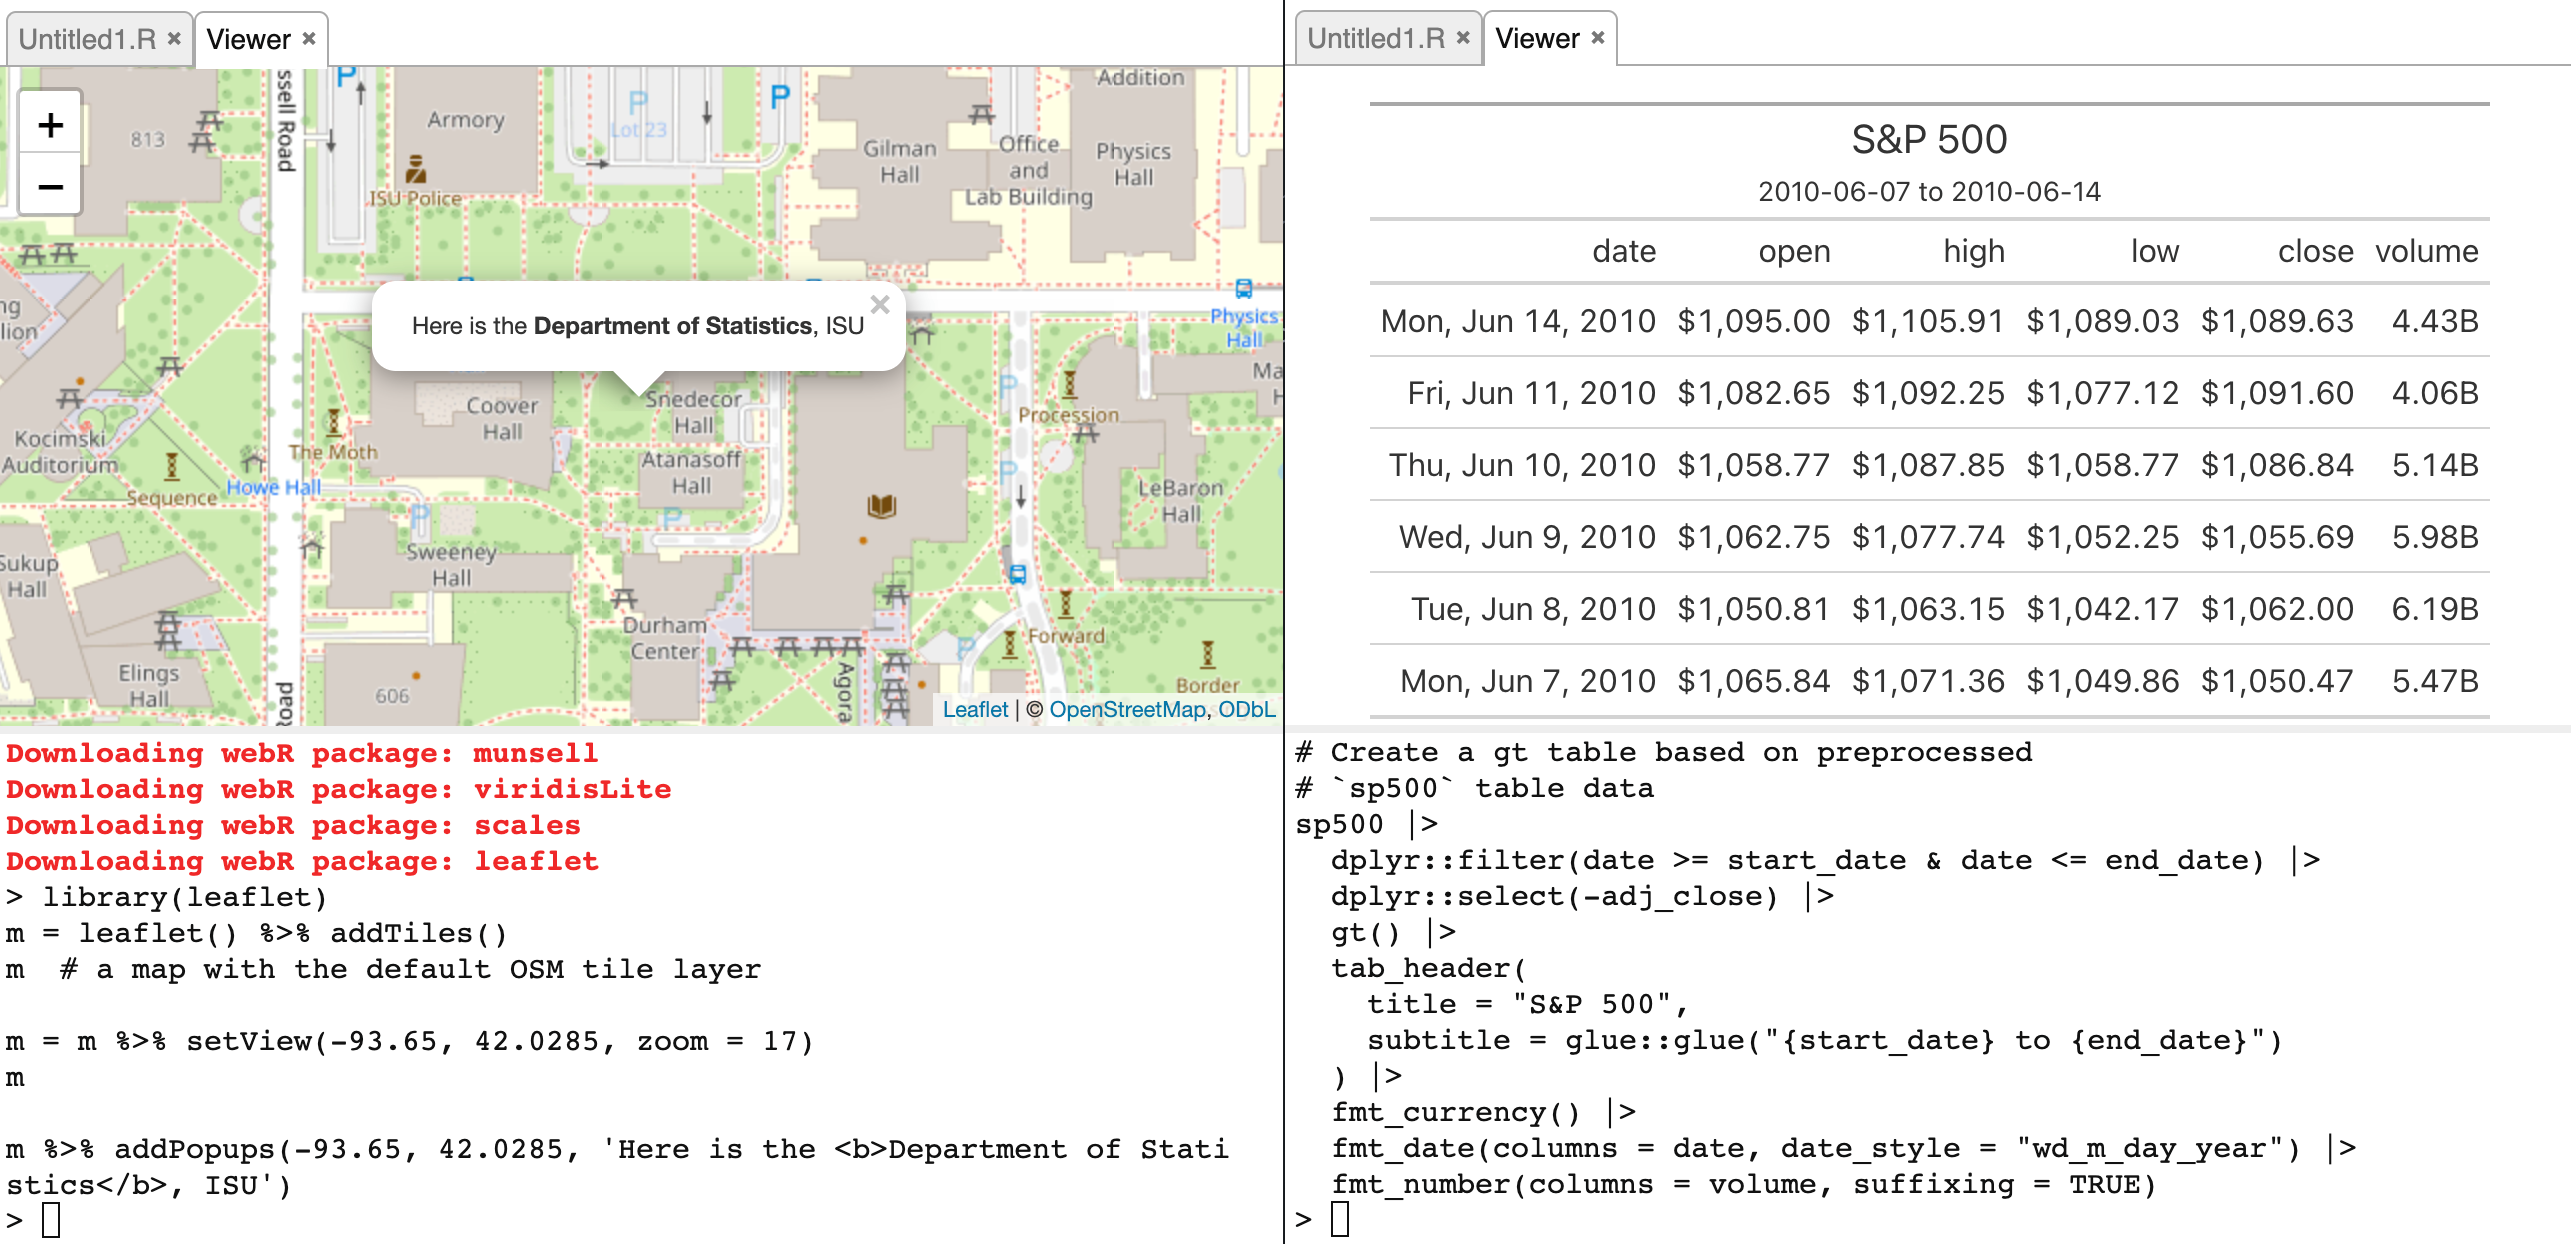 Untitled1.R × Viewer ×
+
−
813
ssell Road
P
Armory
ISU Police
P
Lot 23
P
Gilman
Hall
Office
and
Lab Building
Addition
Physics
Hall
ng
lion
Here is the Department of Statistics, ISU ×
Physics
Hall
Ma
H
Kocimski
Auditorium
Sequence
Howe Hall
The Moth
Coover
Hall
Snedecor
Hall
Atanasoff
Hall
P
P
P
P
Procession
LeBaron
Hall
Sukup
Hall
Sweeney
Hall
Elings
Hall
Road
606
Durham
Center
Agora
P
Forward
Border
Leaflet | © OpenStreetMap, ODbL
Downloading webR package: munsell
Downloading webR package: viridisLite
Downloading webR package: scales
Downloading webR package: leaflet
> library(leaflet)
m = leaflet() %>% addTiles()
m  # a map with the default OSM tile layer
m = m %>% setView(-93.65, 42.0285, zoom = 17)
m
m %>% addPopups(-93.65, 42.0285, 'Here is the <b>Department of Stati
stics</b>, ISU')
>
Untitled1.R × Viewer ×
S&P 500
2010-06-07 to 2010-06-14
date open high low close volume
Mon, Jun 14, 2010 $1,095.00 $1,105.91 $1,089.03 $1,089.63 4.43B
Fri, Jun 11, 2010 $1,082.65 $1,092.25 $1,077.12 $1,091.60 4.06B
Thu, Jun 10, 2010 $1,058.77 $1,087.85 $1,058.77 $1,086.84 5.14B
Wed, Jun 9, 2010 $1,062.75 $1,077.74 $1,052.25 $1,055.69 5.98B
Tue, Jun 8, 2010 $1,050.81 $1,063.15 $1,042.17 $1,062.00 6.19B
Mon, Jun 7, 2010 $1,065.84 $1,071.36 $1,049.86 $1,050.47 5.47B
# Create a gt table based on preprocessed
# `sp500` table data
sp500 |>
  dplyr::filter(date >= start_date & date <= end_date) |>
  dplyr::select(-adj_close) |>
  gt() |>
  tab_header(
    title = "S&P 500",
    subtitle = glue::glue("{start_date} to {end_date}")
  ) |>
  fmt_currency() |>
  fmt_date(columns = date, date_style = "wd_m_day_year") |>
  fmt_number(columns = volume, suffixing = TRUE)
>